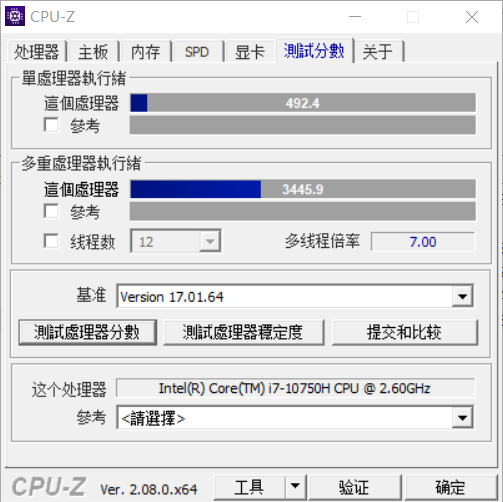 CPU-Z
处理器 主板 内存 SPD 显卡 測試分數 关于
單處理器執行緒
這個處理器 492.4
參考
多重處理器執行緒
這個處理器 3445.9
參考
线程数 12 多线程倍率 7.00
基准 Version 17.01.64
測試處理器分數 測試處理器穩定度 提交和比较
这个处理器 Intel(R) Core(TM) i7-10750H CPU @ 2.60GHz
參考 <請選擇>
CPU-Z Ver. 2.08.0.x64 工具 验证 确定